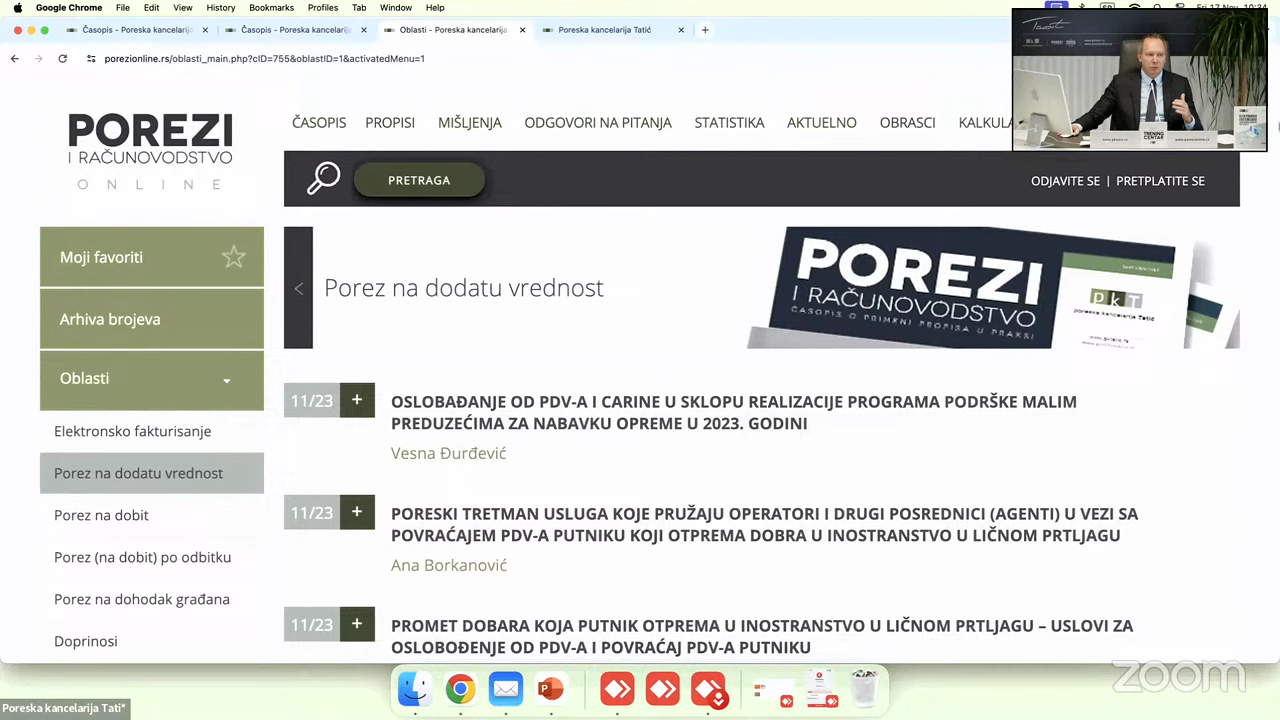 Google Chrome File Edit View History Bookmarks Profiles Tab Window Help
Časopis - Poreska kancelarija
Časopis - Poreska kancelarija
Oblasti - Poreska kancelarija
Poreska kancelarija Tatić
porezionline.rs/oblasti_main.php?cID=755&oblastID=1&activatedMenu=1
POREZI
I RAČUNOVODSTVO
ONLINE
ČASOPIS PROPISI MIŠLJENJA ODGOVORI NA PITANJA STATISTIKA AKTUELNO OBRASCI
PRETRAGA
ODJAVITE SE | PRETPLATITE SE
TRENING
CENTAR
Moji favoriti
Arhiva brojeva
Oblasti
Elektronsko fakturisanje
Porez na dodatu vrednost
Porez na dobit
Porez (na dobit) po odbitku
Porez na dohodak građana
Doprinosi
< Porez na dodatu vrednost
POREZI
I RAČUNOVODSTVO
ČASOPIS O PRIMENI PROPISA U PRAKSI
pkt
poreska kancelarija Tatić
11/23 + OSLOBAĐANJE OD PDV-A I CARINE U SKLOPU REALIZACIJE PROGRAMA PODRŠKE MALIM
PREDUZEĆIMA ZA NABAVKU OPREME U 2023. GODINI
Vesna Đurđević
11/23 + PORESKI TRETMAN USLUGA KOJE PRUŽAJU OPERATORI I DRUGI POSREDNICI (AGENTI) U VEZI SA
POVRAĆAJEM PDV-A PUTNIKU KOJI OTPREMA DOBRA U INOSTRANSTVO U LIČNOM PRTLJAGU
Ana Borkanović
11/23 + PROMET DOBARA KOJA PUTNIK OTPREMA U INOSTRANSTVO U LIČNOM PRTLJAGU – USLOVI ZA
OSLOBOĐENJE OD PDV-A I POVRAĆAJ PDV-A PUTNIKU
zoom
Poreska kancelarija Tati*